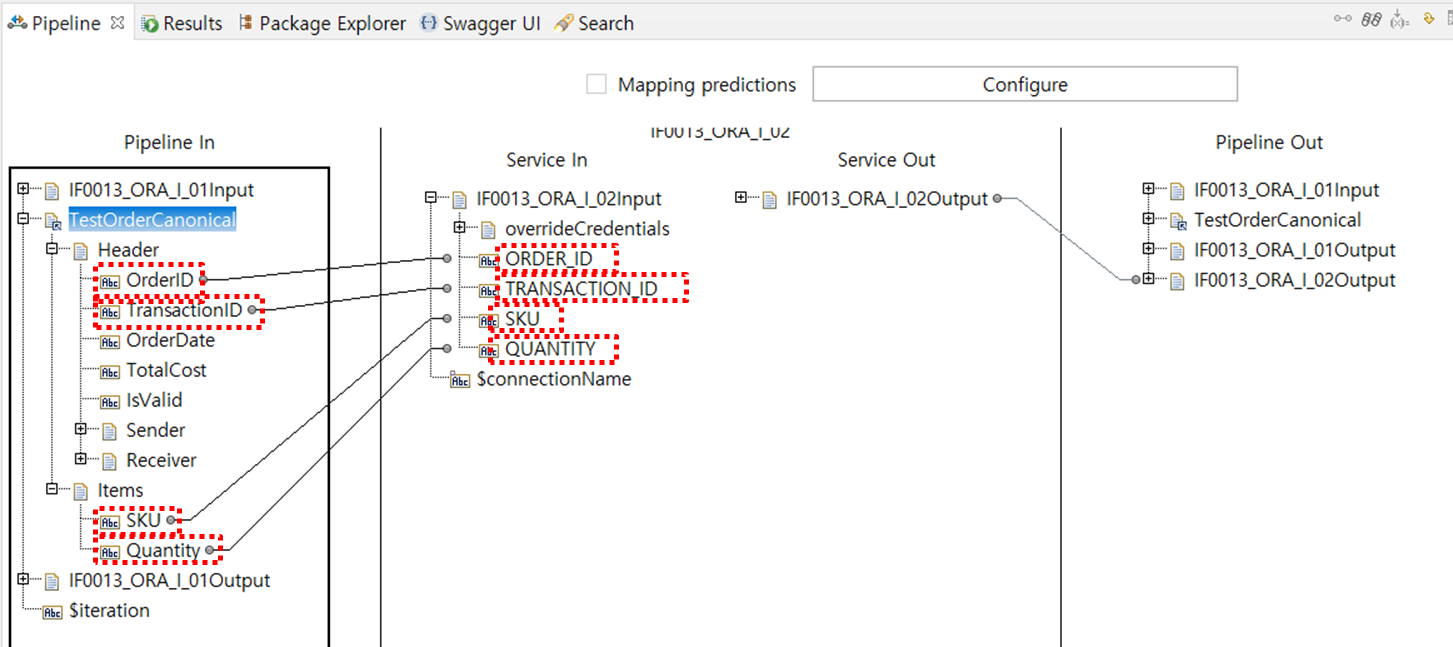 Pipeline Results Package Explorer Swagger UI Search
Mapping predictions Configure
Pipeline In
IF0013_ORA_I_01Input
TestOrderCanonical
Header
OrderID
TransactionID
OrderDate
TotalCost
IsValid
Sender
Receiver
Items
SKU
Quantity
IF0013_ORA_I_01Output
$iteration
IF0013_ORA_I_02
Service In
IF0013_ORA_I_02Input
overrideCredentials
ORDER_ID
TRANSACTION_ID
SKU
QUANTITY
$connectionName
Service Out
IF0013_ORA_I_02Output
Pipeline Out
IF0013_ORA_I_01Input
TestOrderCanonical
IF0013_ORA_I_01Output
IF0013_ORA_I_02Output